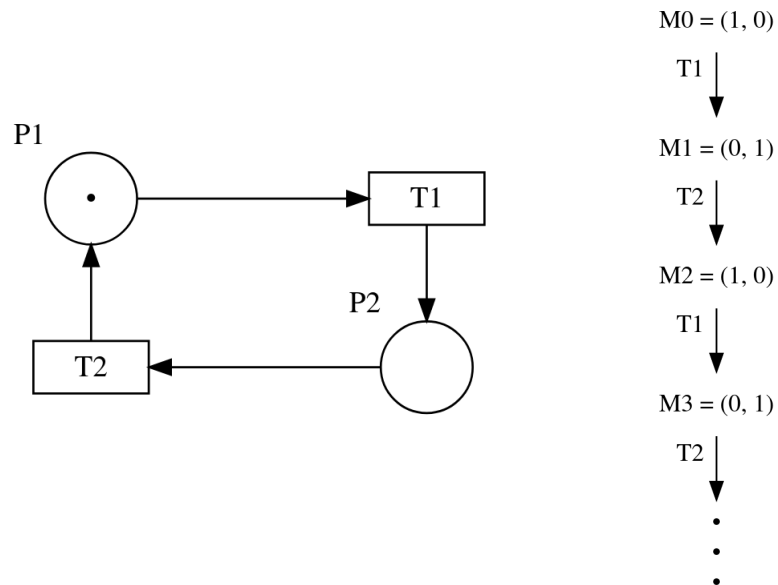 P1
T1
P2
T2
M0 = (1, 0)
T1
M1 = (0, 1)
T2
M2 = (1, 0)
T1
M3 = (0, 1)
T2